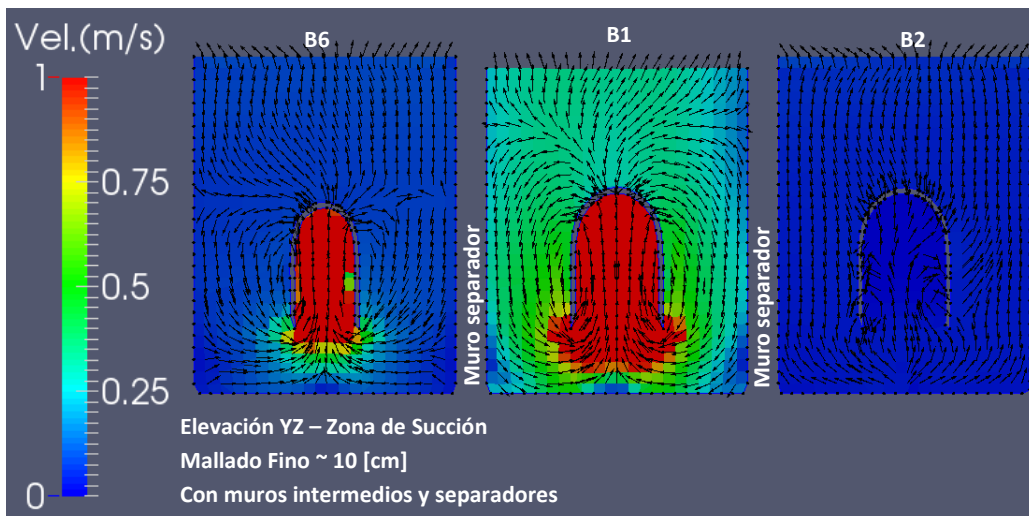 Vel.(m/s)
B6
B1
B2
1
0.75
0.5
0.25
0
Muro separador
Muro separador
Elevación YZ – Zona de Succión
Mallado Fino ~ 10 [cm]
Con muros intermedios y separadores